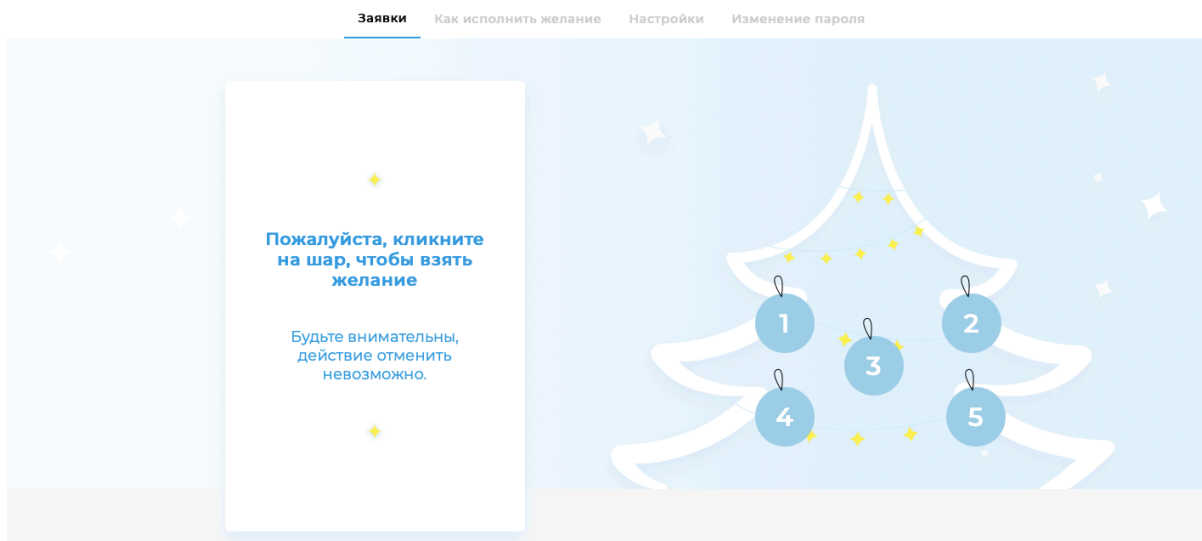 Заявки Как исполнить желание Настройки Изменение пароля
Пожалуйста, кликните
на шар, чтобы взять
желание
Будьте внимательны,
действие отменить
невозможно.
1
2
3
4
5